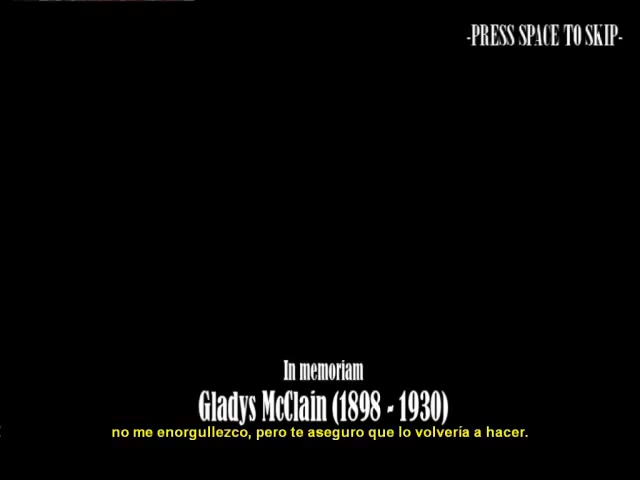 -PRESS SPACE TO SKIP-
In memoriam
Gladys McClain (1898 - 1930)
no me enorgullezco, pero te aseguro que lo volvería a hacer.